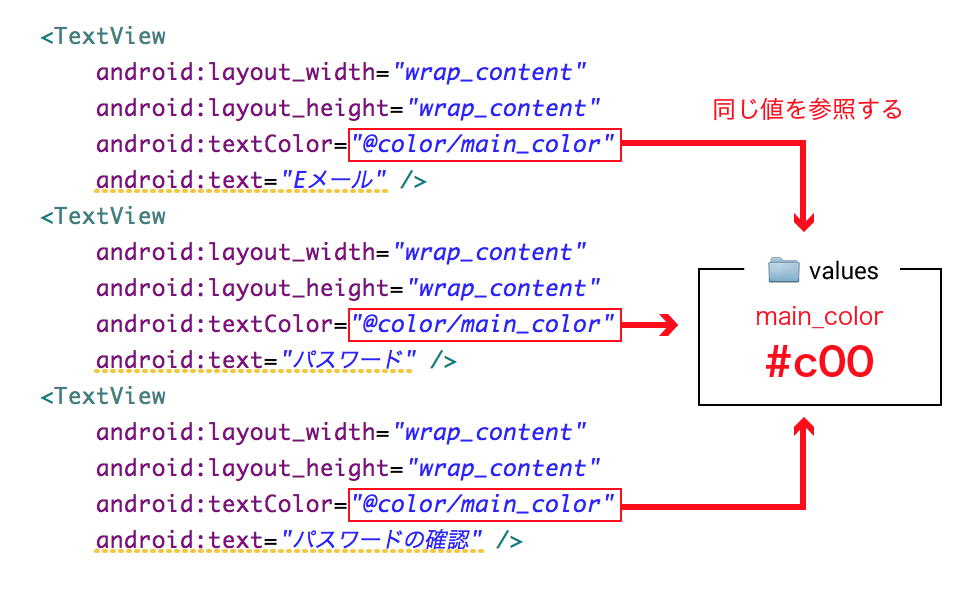 <TextView
android:layout_width="wrap_content"
android:layout_height="wrap_content"
android:textColor="@color/main_color"
android:text="Eメール" />
<TextView
android:layout_width="wrap_content"
android:layout_height="wrap_content"
android:textColor="@color/main_color"
android:text="パスワード" />
<TextView
android:layout_width="wrap_content"
android:layout_height="wrap_content"
android:textColor="@color/main_color"
android:text="パスワードの確認" />
同じ値を参照する
values
main_color
#c00